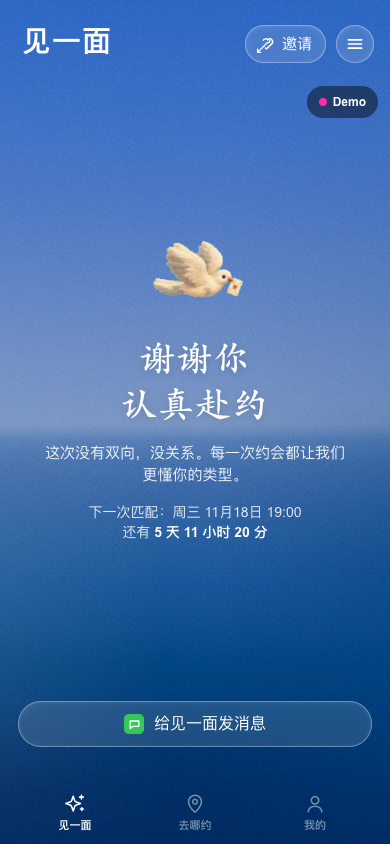 见一面
邀请
Demo
谢谢你
认真赴约
这次没有双向，没关系。每一次约会都让我们
更懂你的类型。
下一次匹配：周三 11月18日 19:00
还有 5 天 11 小时 20 分
给见一面发消息
见一面
去哪约
我的